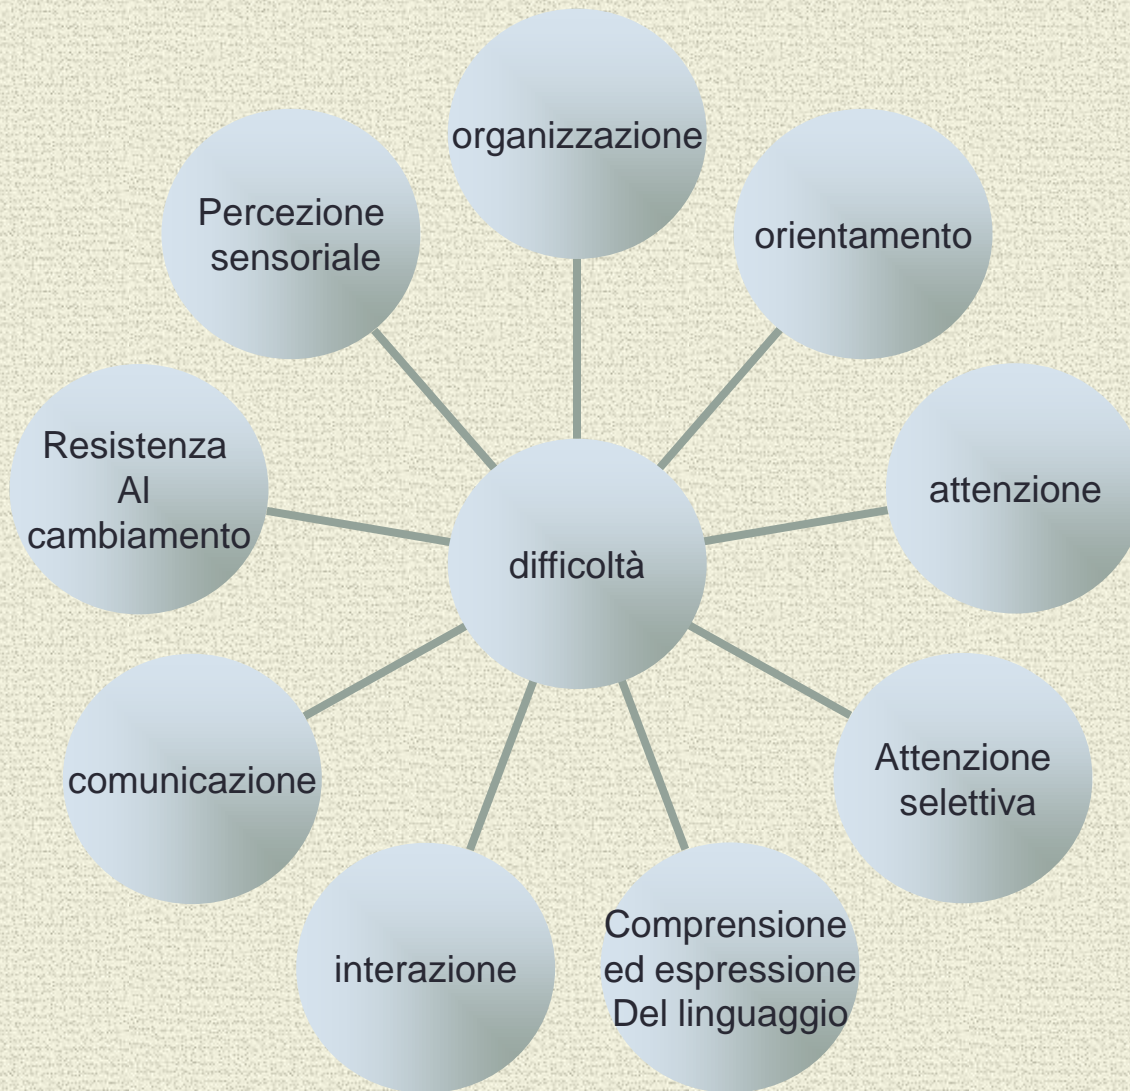 organizzazione
Percezione
sensoriale
orientamento
Resistenza
Al
cambiamento
attenzione
difficoltà
comunicazione
Attenzione
selettiva
interazione
Comprensione
ed espressione
Del linguaggio